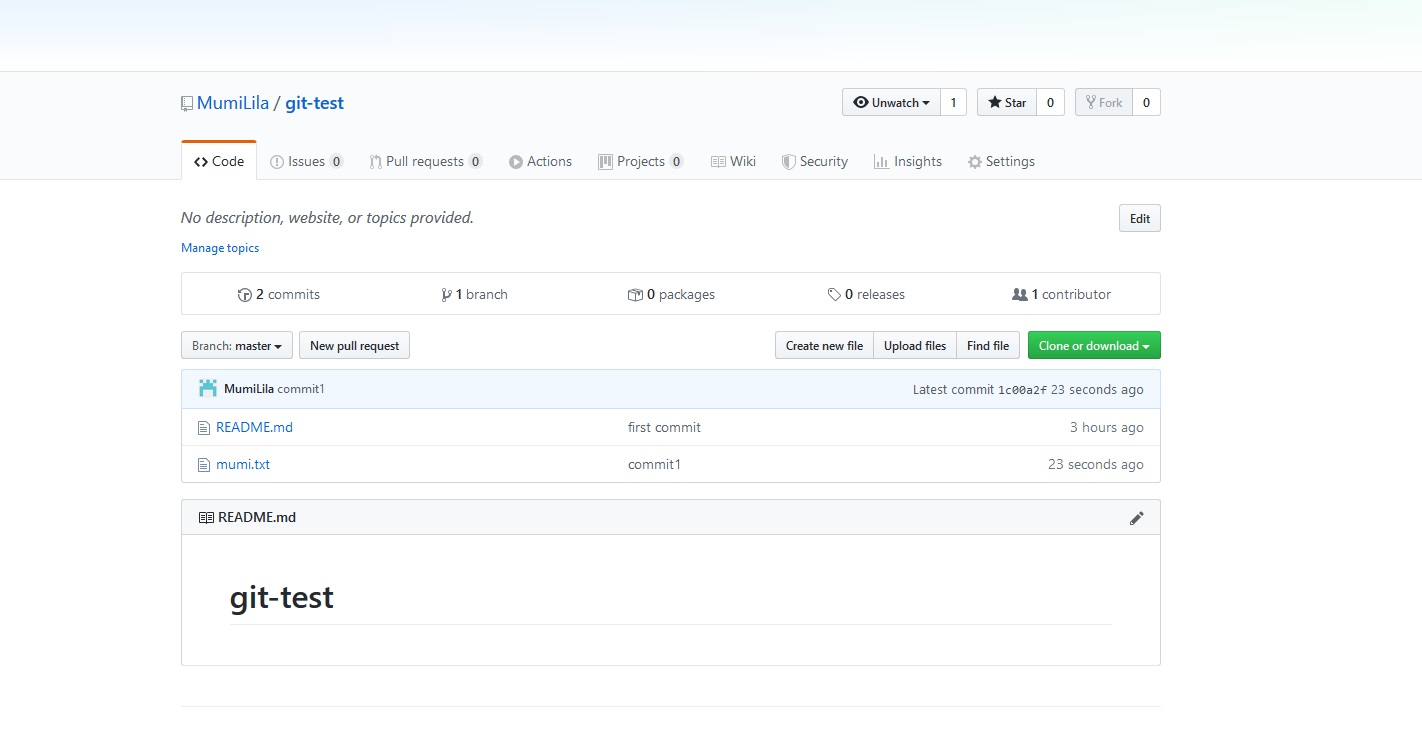 MumiLila / git-test
Unwatch 1 Star 0 Fork 0
Code Issues 0 Pull requests 0 Actions Projects 0 Wiki Security Insights Settings
No description, website, or topics provided. Edit
Manage topics
2 commits 1 branch 0 packages 0 releases 1 contributor
Branch: master New pull request Create new file Upload files Find file Clone or download
MumiLila commit1 Latest commit 1c00a2f 23 seconds ago
README.md first commit 3 hours ago
mumi.txt commit1 23 seconds ago
README.md
git-test